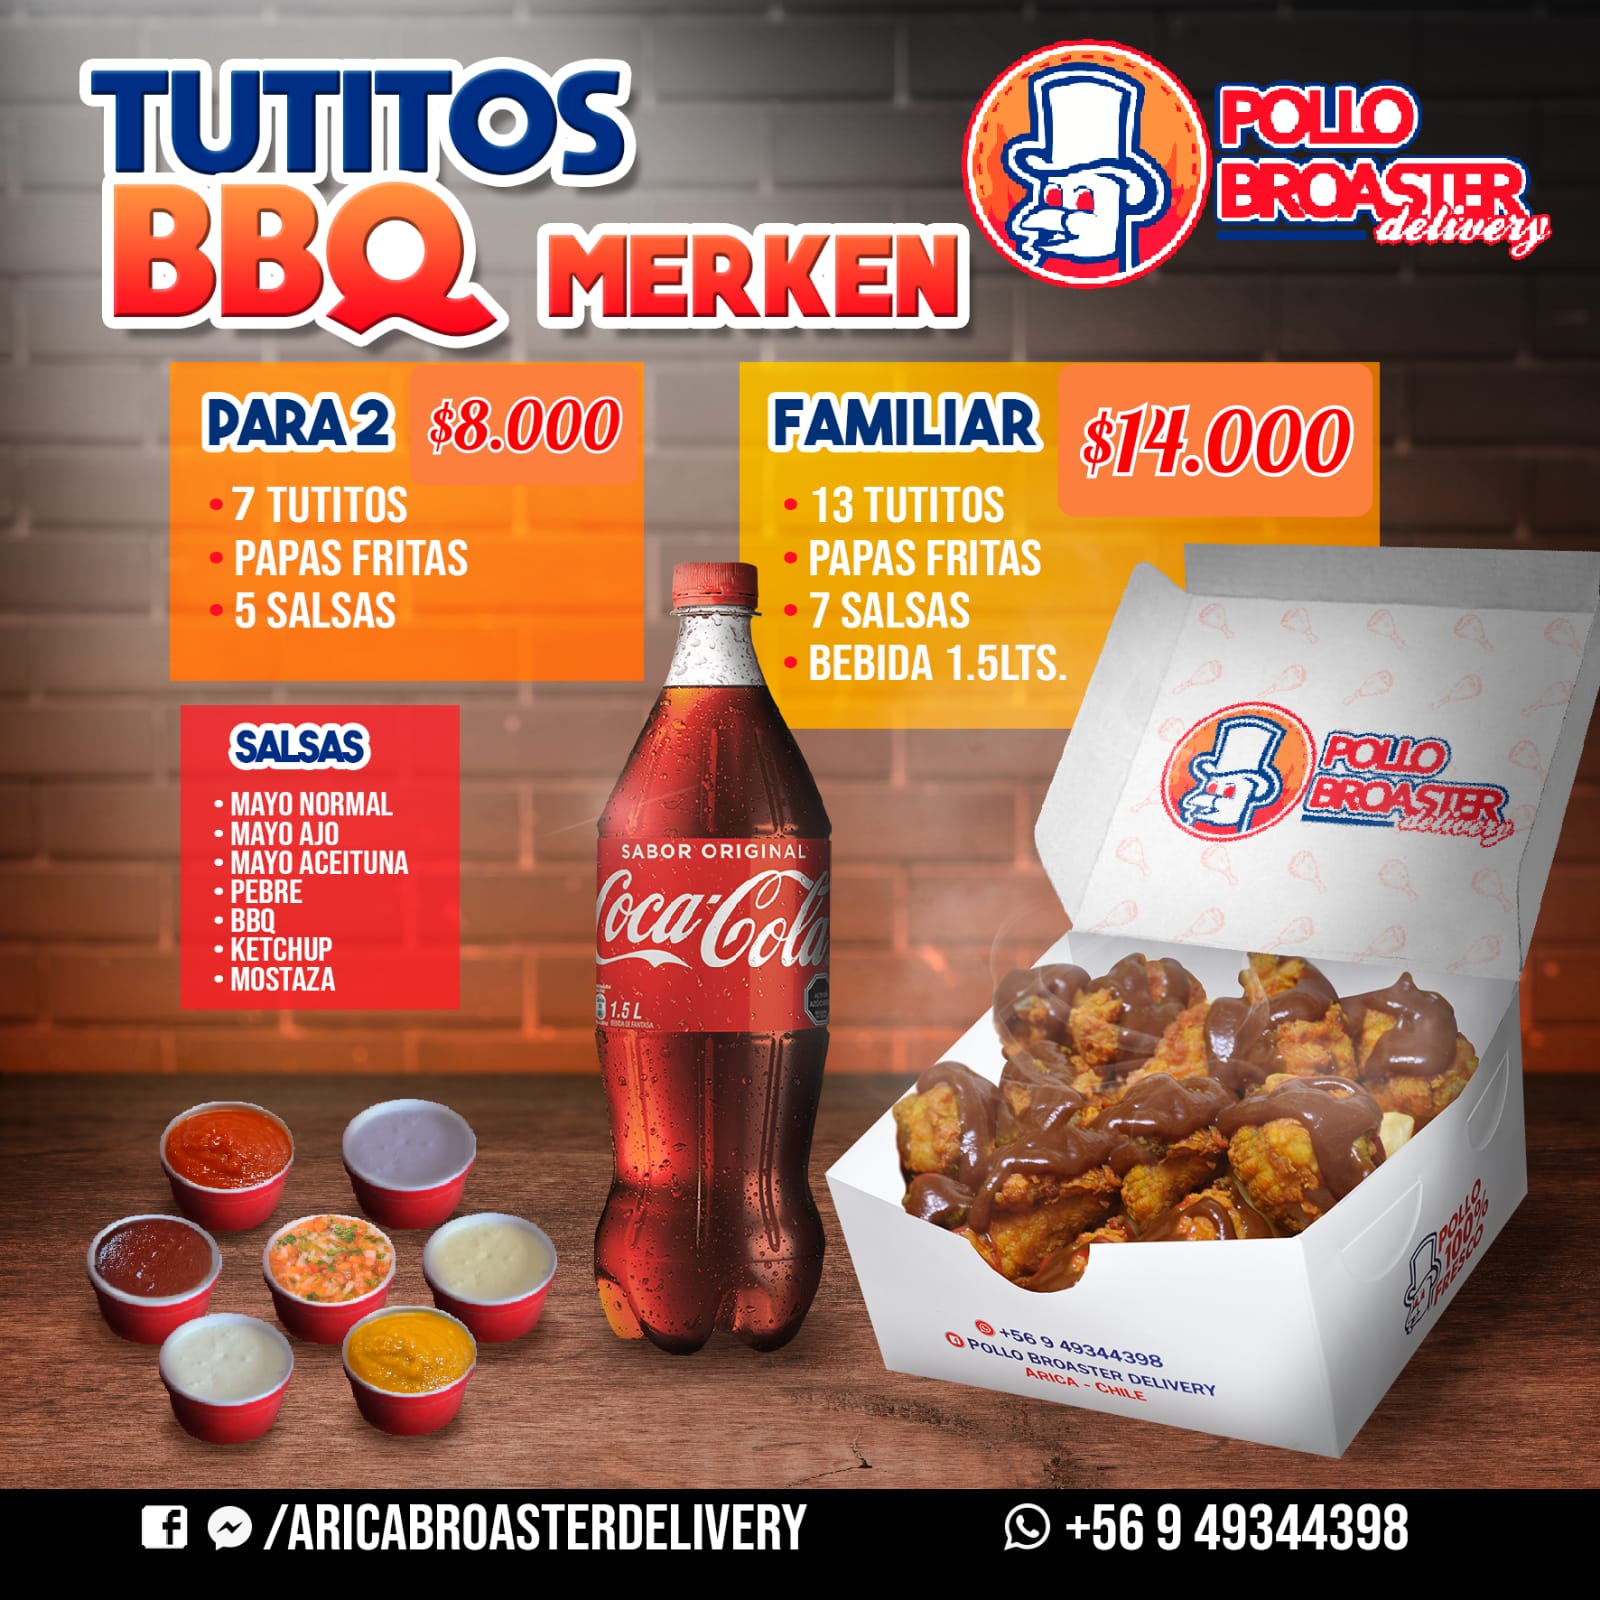 TUTITOS
BBQ MERKEN
POLLO
BROASTER
delivery
PARA 2 $8.000
• 7 TUTITOS
• PAPAS FRITAS
• 5 SALSAS
FAMILIAR $14.000
• 13 TUTITOS
• PAPAS FRITAS
• 7 SALSAS
• BEBIDA 1.5LTS.
SALSAS
• MAYO NORMAL
• MAYO AJO
• MAYO ACEITUNA
• PEBRE
• BBQ
• KETCHUP
• MOSTAZA
SABOR ORIGINAL
Coca-Cola
1.5 L
BEBIDA DE FANTASÍA
POLLO
BROASTER
delivery
POLLO
100%
FRESCO
+56 9 49344398
POLLO BROASTER DELIVERY
ARICA - CHILE
/ARICABROASTERDELIVERY
+56 9 49344398